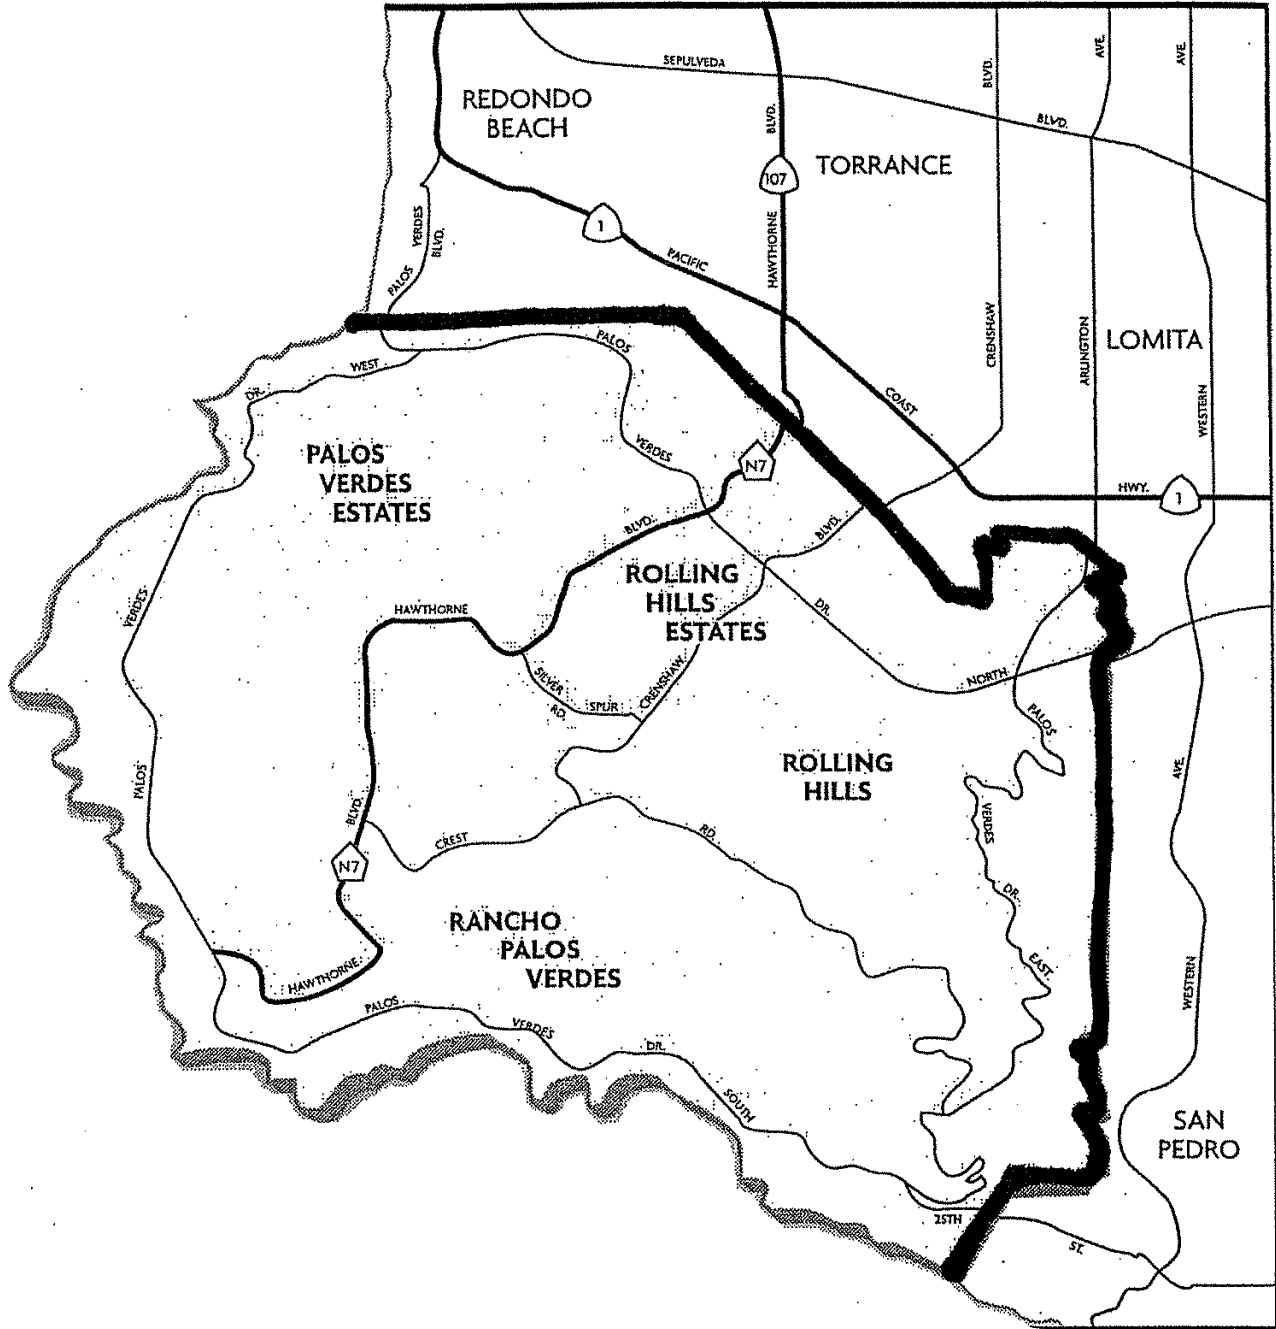 SEPULVEDA
BLVD.
AVE.
AVE.
REDONDO
BEACH
BLVD.
BLVD.
TORRANCE
107
1
VERDES
BLVD.
PALOS
PACIFIC
HAWTHORNE
CRENSHAW
ARLINGTON
LOMITA
WESTERN
PALOS
WEST
DR.
COAST
VERDES
PALOS
VERDES
ESTATES
N7
HWY.
1
BLVD.
BLVD.
ROLLING
HILLS
ESTATES
VERDES
HAWTHORNE
DR.
SILVER
SPUR
RD.
CRENSHAW
NORTH
PALOS
ROLLING
HILLS
PALOS
AVE.
BLVD.
VERDES
CREST
RD.
N7
DR.
RANCHO
PALOS
VERDES
EAST
HAWTHORNE
WESTERN
PALOS
VERDES
DR.
SOUTH
SAN
PEDRO
25TH
ST.